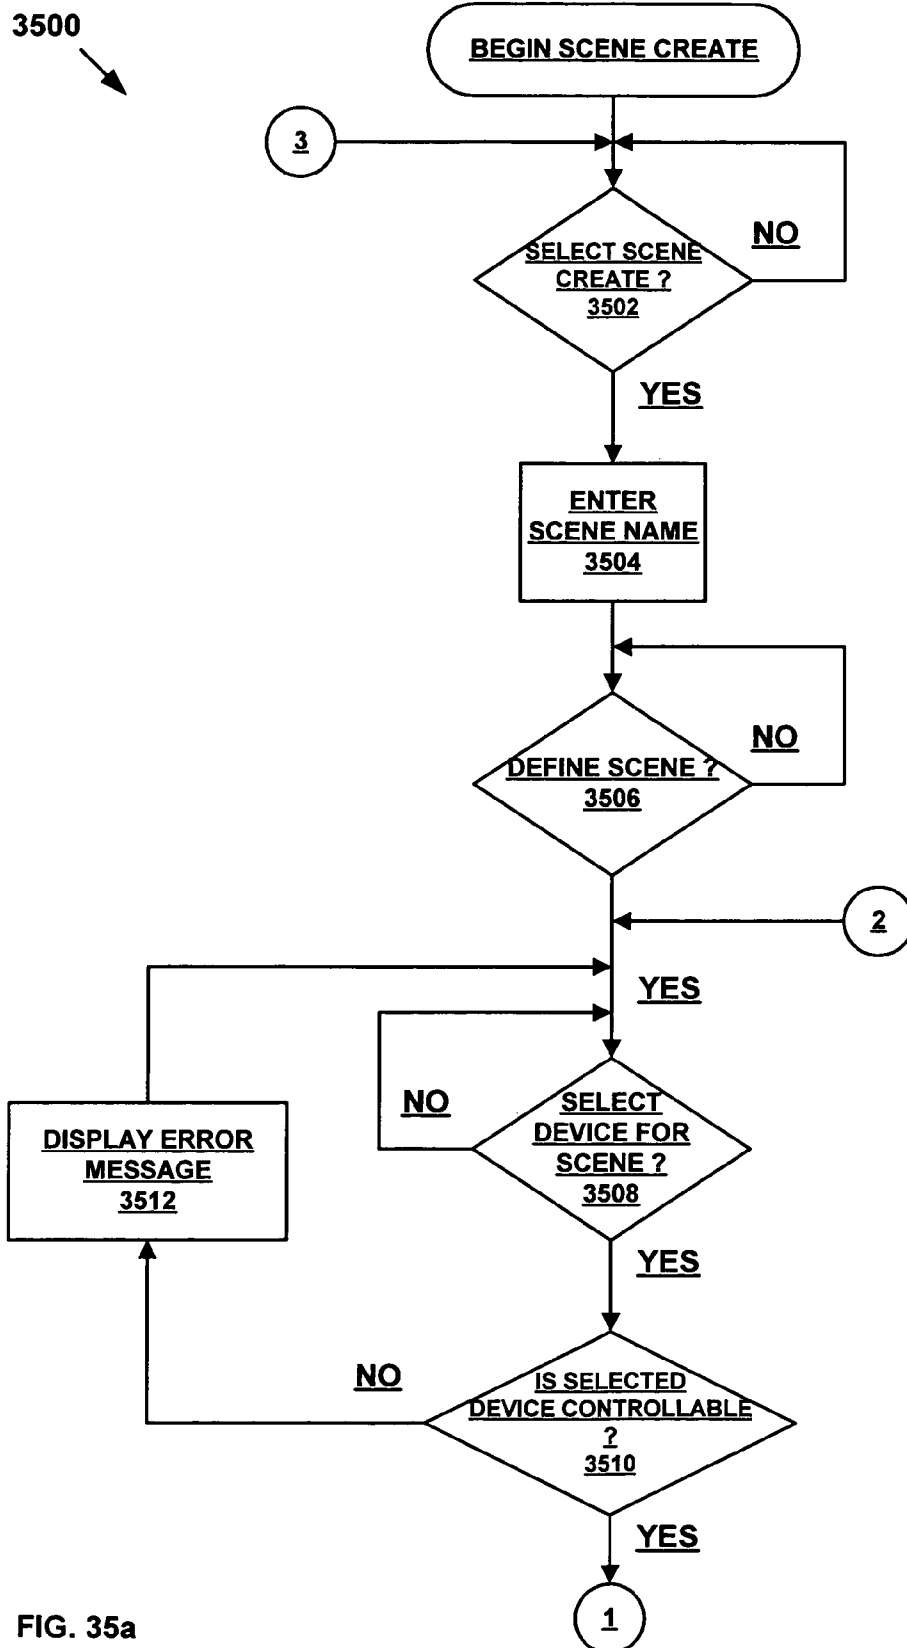 3500
BEGIN SCENE CREATE
3
NO
SELECT SCENE
CREATE ?
3502
YES
ENTER
SCENE NAME
3504
NO
DEFINE SCENE ?
3506
2
YES
NO
SELECT
DEVICE FOR
SCENE ?
3508
DISPLAY ERROR
MESSAGE
3512
YES
NO
IS SELECTED
DEVICE CONTROLLABLE
?
3510
YES
1
FIG. 35a